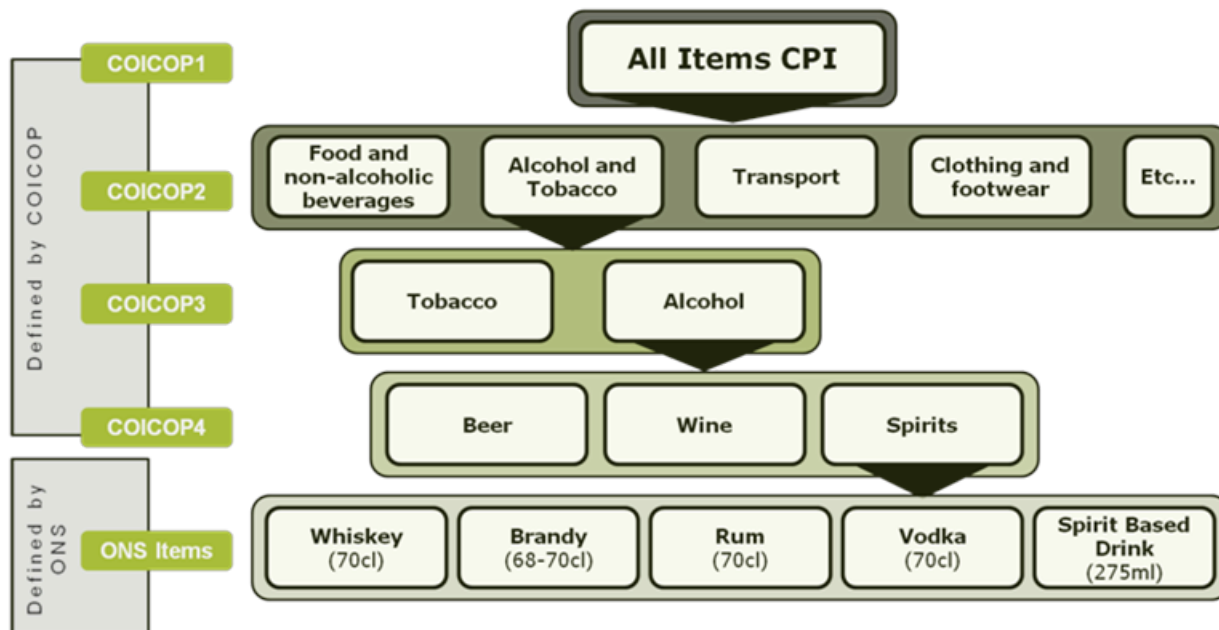 COICOP1
All Items CPI
Defined by COICOP
COICOP2
Food and
non-alcoholic
beverages
Alcohol and
Tobacco
Transport
Clothing and
footwear
Etc...
COICOP3
Tobacco
Alcohol
COICOP4
Beer
Wine
Spirits
Defined by
ONS
ONS Items
Whiskey
(70cl)
Brandy
(68-70cl)
Rum
(70cl)
Vodka
(70cl)
Spirit Based
Drink
(275ml)